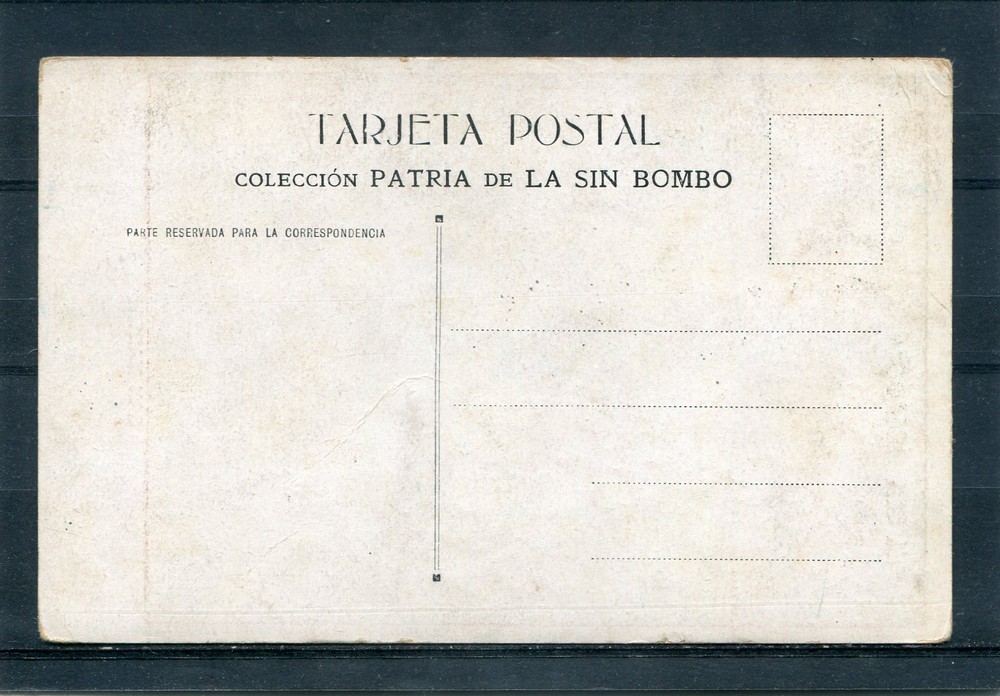 TARJETA POSTAL
COLECCIÓN PATRIA DE LA SIN BOMBO
PARTE RESERVADA PARA LA CORRESPONDENCIA